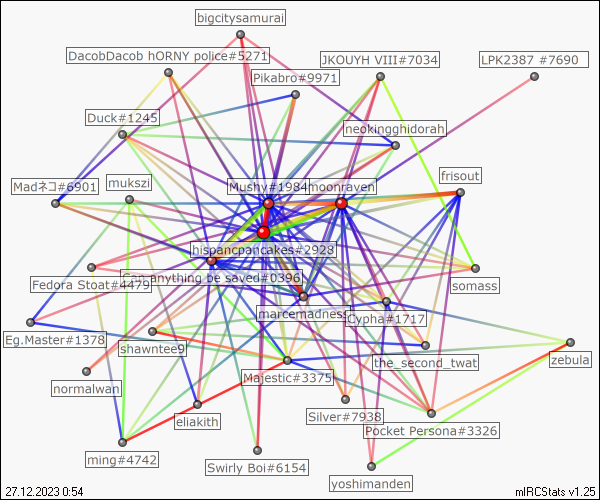 bigcitysamurai
DacobDacob hORNY police#5271
JKOUYH VIII#7034
LPK2387 #7690
Pikabro#9971
Duck#1245
neokingghidorah
Madネコ#6901
mukszi
Mushy#1984
moonraven
frisout
hispancpancakes#2928
Can anything be saved#0396
Fedora Stoat#4479
somass
marcemadness
Cypha#1717
Eg.Master#1378
shawntee9
the_second_twat
zebula
Majestic#3375
normalwan
eliakith
Silver#7938
Pocket Persona#3326
ming#4742
Swirly Boi#6154
yoshimanden
27.12.2023 0:54
mIRCStats v1.25